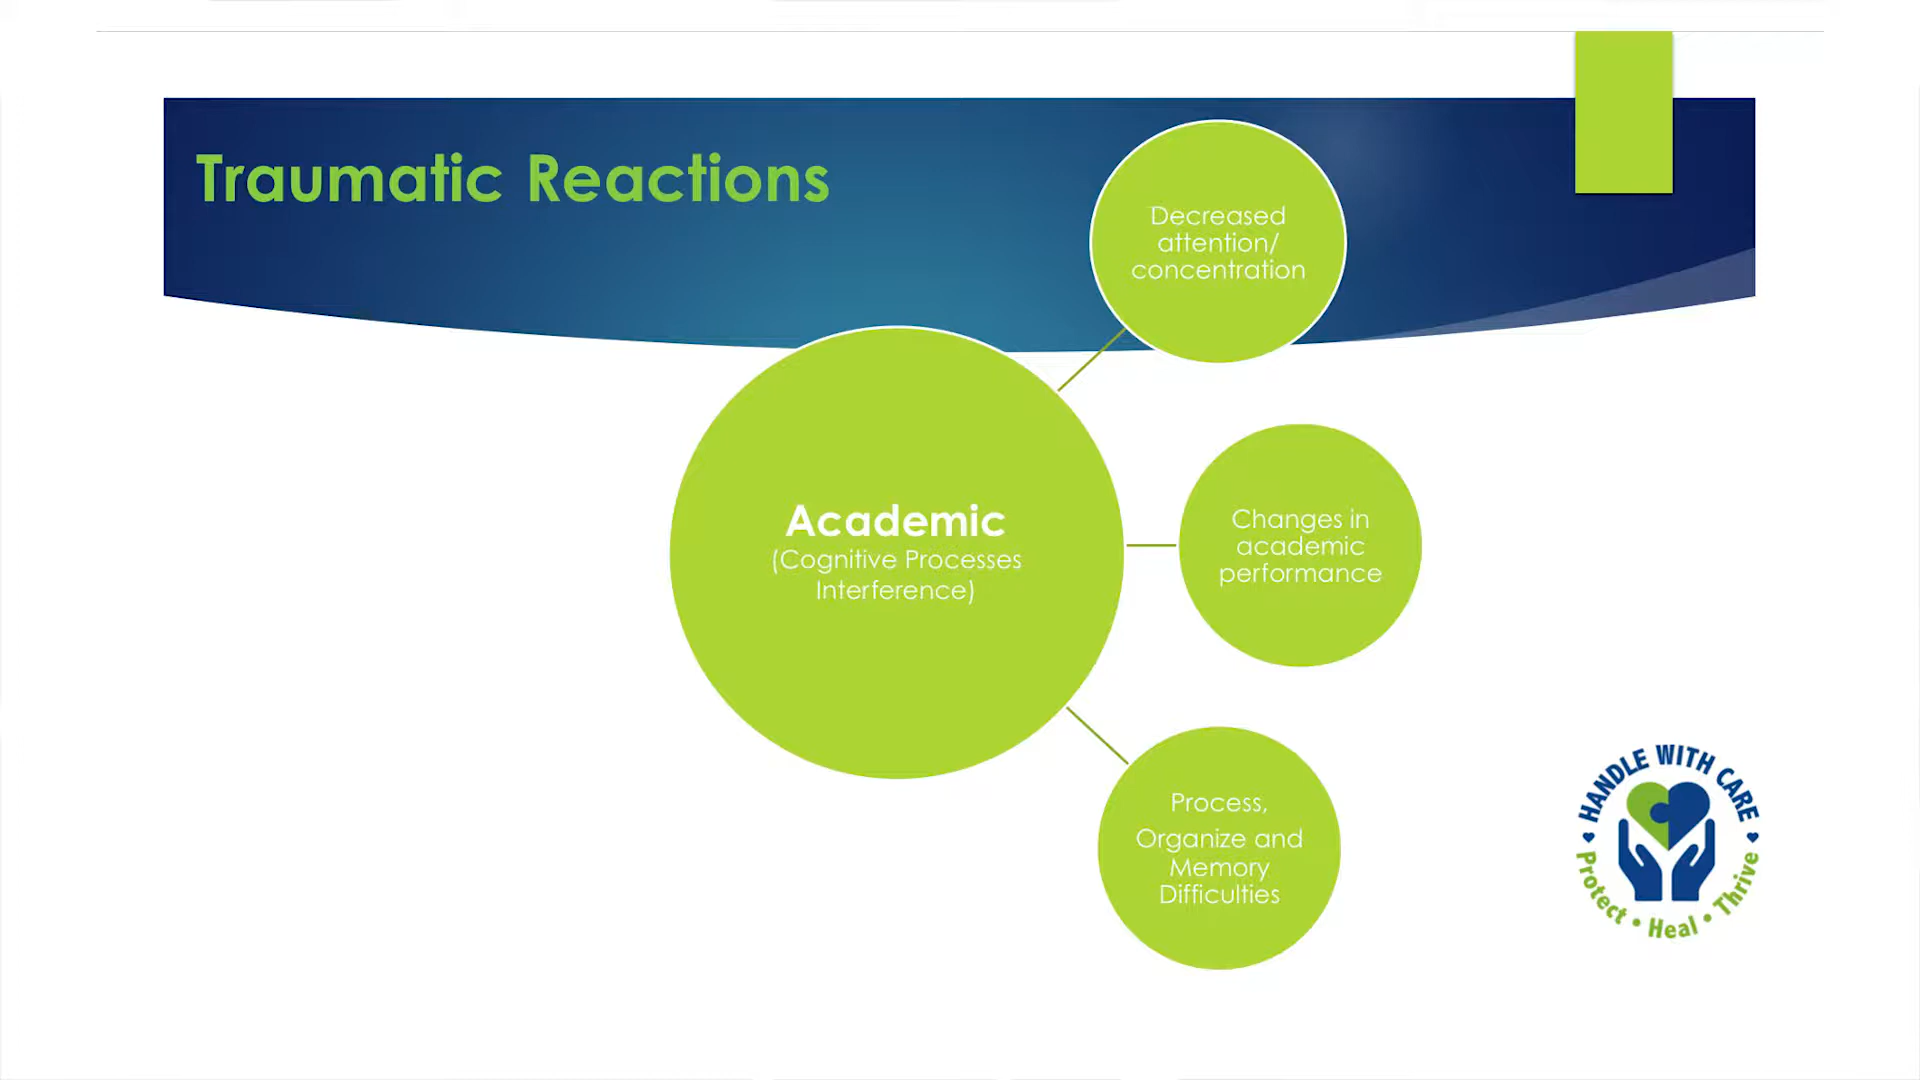 Traumatic Reactions
Decreased
attention/
concentration
Academic
(Cognitive Processes
Interference)
Changes in
academic
performance
Process,
Organize and
Memory
Difficulties
HANDLE WITH CARE
Protect • Heal • Thrive